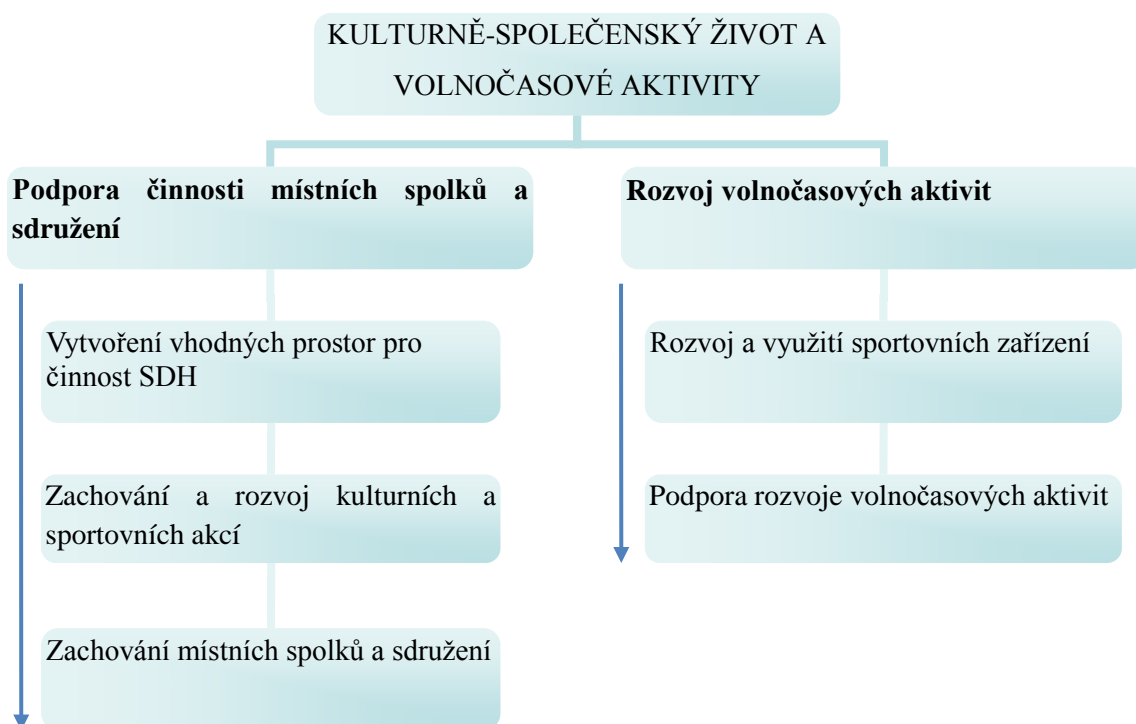 KULTURNĚ-SPOLEČENSKÝ ŽIVOT A
VOLNOČASOVÉ AKTIVITY
Podpora činnosti místních spolků a
sdružení
Vytvoření vhodných prostor pro
činnost SDH
Zachování a rozvoj kulturních a
sportovních akcí
Zachování místních spolků a sdružení
Rozvoj volnočasových aktivit
Rozvoj a využití sportovních zařízení
Podpora rozvoje volnočasových aktivit